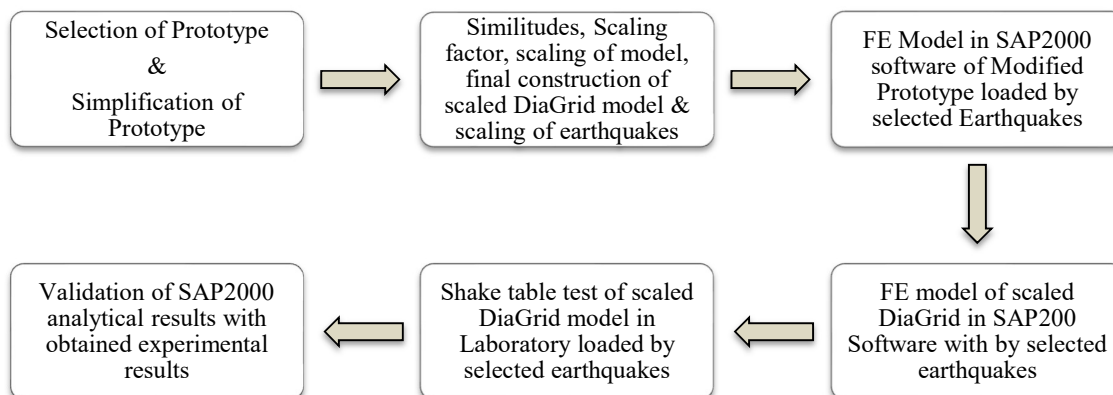 Selection of Prototype
&
Simplification of
Prototype
Similitudes, Scaling
factor, scaling of model,
final construction of
scaled DiaGrid model &
scaling of earthquakes
FE Model in SAP2000
software of Modified
Prototype loaded by
selected Earthquakes
FE model of scaled
DiaGrid in SAP200
Software with by selected
earthquakes
Shake table test of scaled
DiaGrid model in
Laboratory loaded by
selected earthquakes
Validation of SAP2000
analytical results with
obtained experimental
results